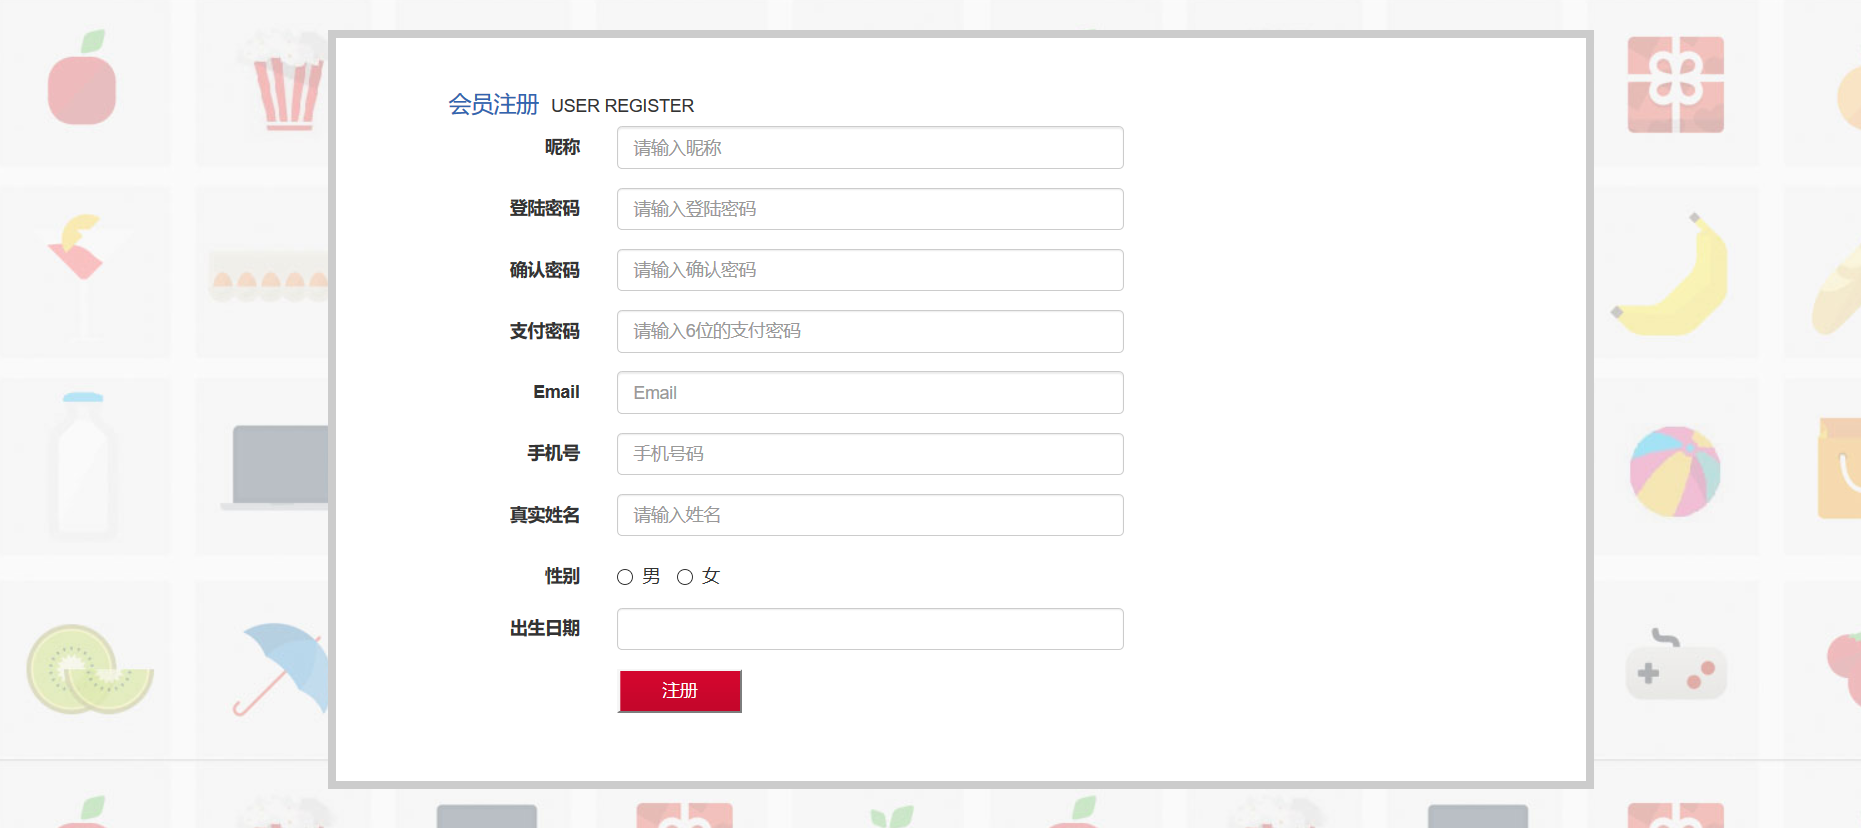 会员注册 USER REGISTER
昵称 请输入昵称
登陆密码 请输入登陆密码
确认密码 请输入确认密码
支付密码 请输入6位的支付密码
Email Email
手机号 手机号码
真实姓名 请输入姓名
性别 男 女
出生日期
注册